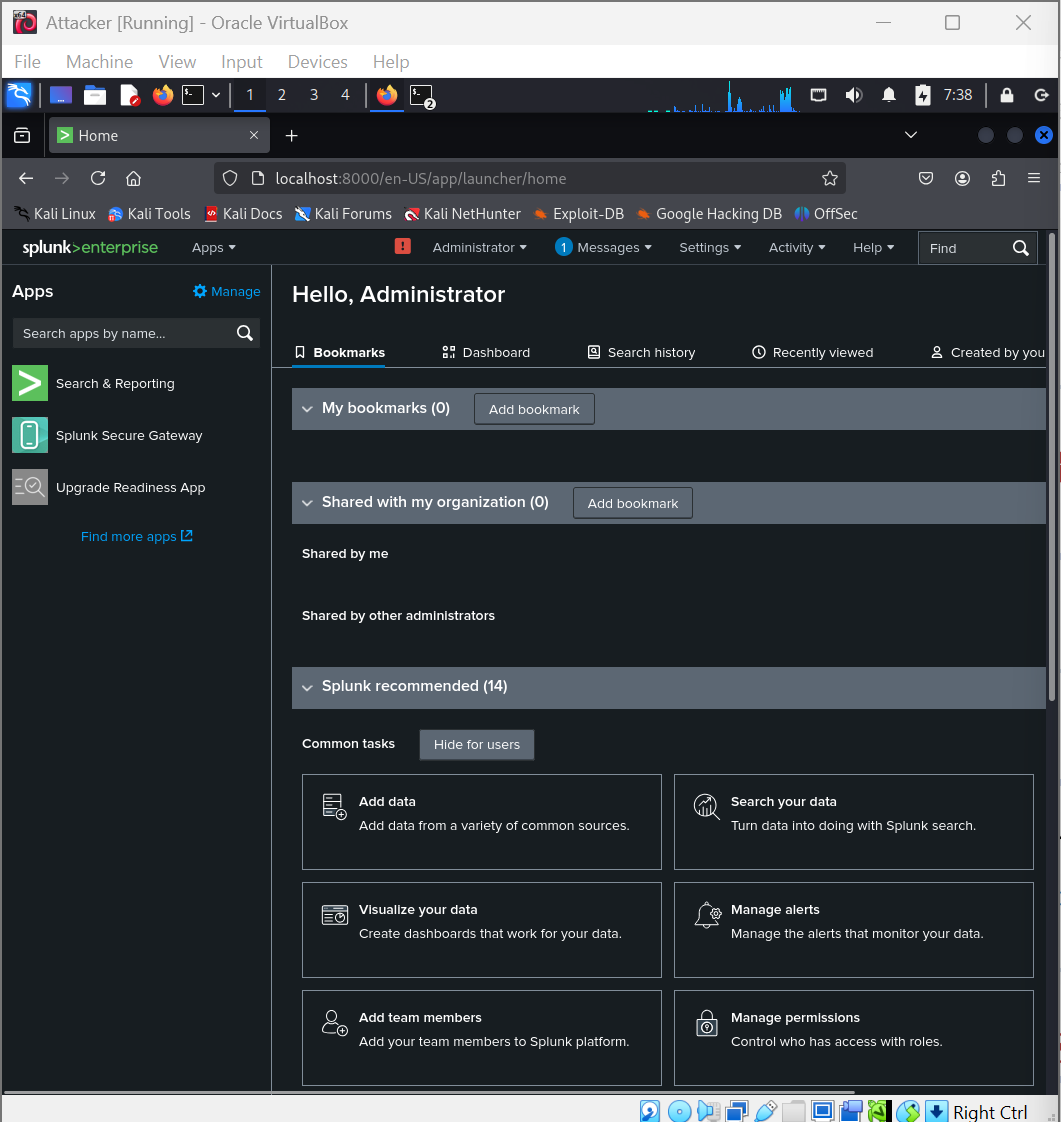 Attacker [Running] - Oracle VirtualBox
File Machine View Input Devices Help
1 2 3 4 2 7:38
Home
localhost:8000/en-US/app/launcher/home
Kali Linux Kali Tools Kali Docs Kali Forums Kali NetHunter Exploit-DB Google Hacking DB OffSec
splunk>enterprise Apps ! Administrator 1 Messages Settings Activity Help Find
Apps Manage
Search apps by name...
Search & Reporting
Splunk Secure Gateway
Upgrade Readiness App
Find more apps
Hello, Administrator
Bookmarks Dashboard Search history Recently viewed Created by you
My bookmarks (0) Add bookmark
Shared with my organization (0) Add bookmark
Shared by me
Shared by other administrators
Splunk recommended (14)
Common tasks Hide for users
Add data
Add data from a variety of common sources.
Search your data
Turn data into doing with Splunk search.
Visualize your data
Create dashboards that work for your data.
Manage alerts
Manage the alerts that monitor your data.
Add team members
Add your team members to Splunk platform.
Manage permissions
Control who has access with roles.
Right Ctrl